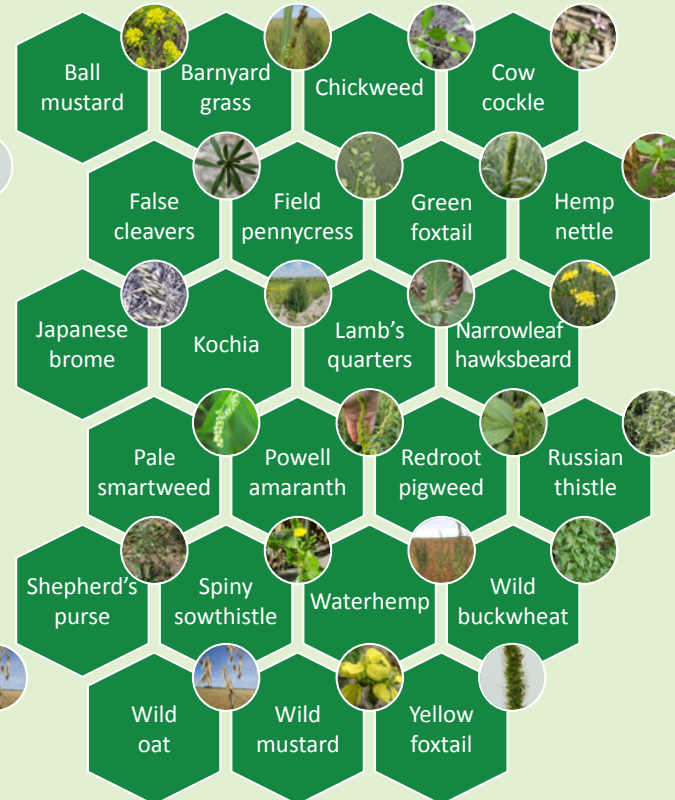 Ball
mustard
Barnyard
grass
Chickweed
Cow
cockle
False
cleavers
Field
pennycress
Green
foxtail
Hemp
nettle
Japanese
brome
Kochia
Lamb's
quarters
Narrowleaf
hawksbeard
Pale
smartweed
Powell
amaranth
Redroot
pigweed
Russian
thistle
Shepherd's
purse
Spiny
sowthistle
Waterhemp
Wild
buckwheat
Wild
oat
Wild
mustard
Yellow
foxtail